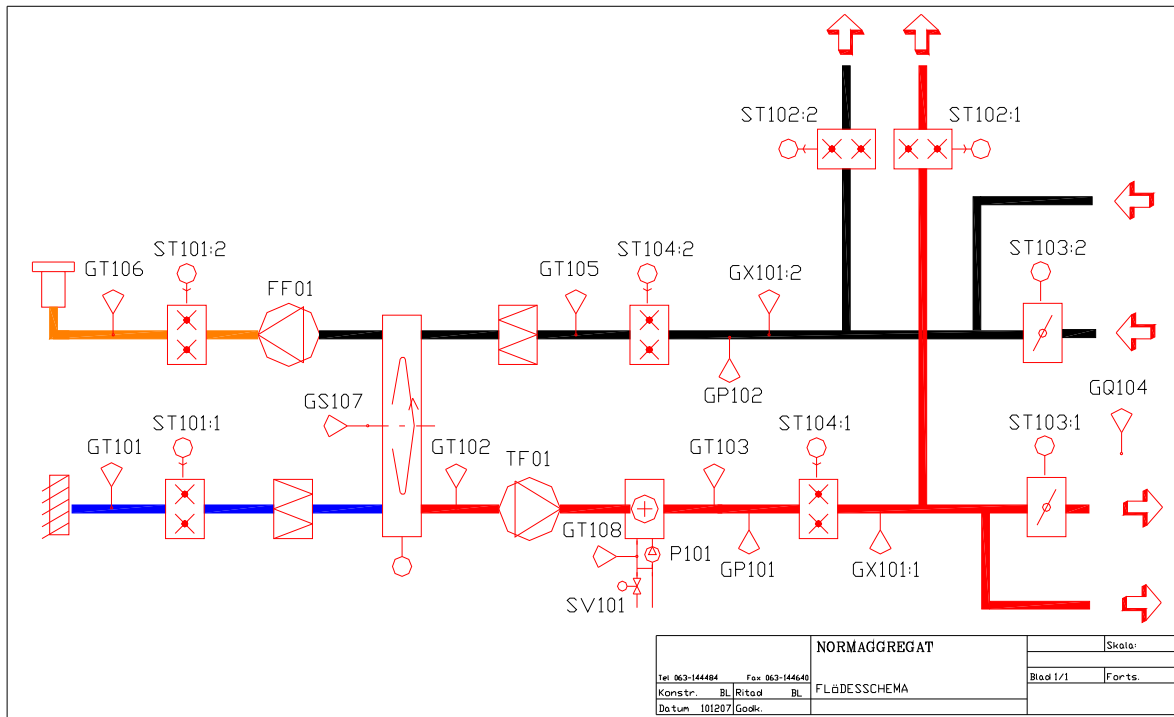 ST102:2
ST102:1
ST101:2
ST104:2
ST103:2
GT106
GT105
GX101:2
FF01
GP102
GQ104
GS107
ST101:1
ST104:1
ST103:1
GT101
GT102
TF01
GT103
GT108
P101
GP101
GX101:1
SV101
NORMAGGREGAT
Skala:
Tel 063-144484 Fax 063-144640
Blad 1/1 Forts.
Konstr. BL Ritad BL
FLÖDESSCHEMA
Datum 101207 Godk.